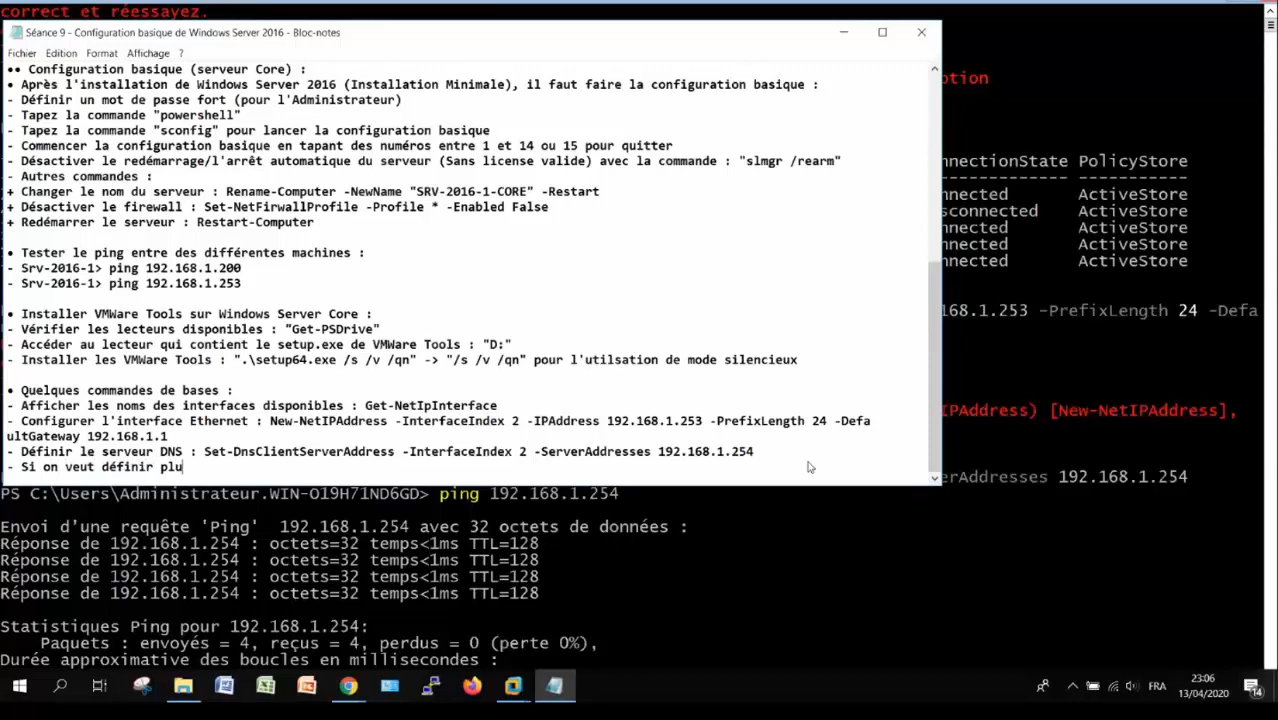 correct et réessayez.
Séance 9 - Configuration basique de Windows Server 2016 - Bloc-notes
Fichier Edition Format Affichage ?
•• Configuration basique (serveur Core) :
• Après l'installation de Windows Server 2016 (Installation Minimale), il faut faire la configuration basique :
- Définir un mot de passe fort (pour l'Administrateur)
- Tapez la commande "powershell"
- Tapez la commande "sconfig" pour lancer la configuration basique
- Commencer la configuration basique en tapant des numéros entre 1 et 14 ou 15 pour quitter
- Désactiver le redémarrage/l'arrêt automatique du serveur (Sans license valide) avec la commande : "slmgr /rearm"
- Autres commandes :
+ Changer le nom du serveur : Rename-Computer -NewName "SRV-2016-1-CORE" -Restart
+ Désactiver le firewall : Set-NetFirwallProfile -Profile * -Enabled False
+ Redémarrer le serveur : Restart-Computer
• Tester le ping entre des différentes machines :
- Srv-2016-1> ping 192.168.1.200
- Srv-2016-1> ping 192.168.1.253
• Installer VMWare Tools sur Windows Server Core :
- Vérifier les lecteurs disponibles : "Get-PSDrive"
- Accéder au lecteur qui contient le setup.exe de VMWare Tools : "D:"
- Installer les VMWare Tools : ".\setup64.exe /s /v /qn" -> "/s /v /qn" pour l'utilsation de mode silencieux
• Quelques commandes de bases :
- Afficher les noms des interfaces disponibles : Get-NetIpInterface
- Configurer l'interface Ethernet : New-NetIPAddress -InterfaceIndex 2 -IPAddress 192.168.1.253 -PrefixLength 24 -Defa
ultGateway 192.168.1.1
- Définir le serveur DNS : Set-DnsClientServerAddress -InterfaceIndex 2 -ServerAddresses 192.168.1.254
- Si on veut définir plu
ption
nnectionState PolicyStore
------------- -----------
nnected ActiveStore
sconnected ActiveStore
nnected ActiveStore
nnected ActiveStore
nnected ActiveStore
168.1.253 -PrefixLength 24 -Defa
IPAddress) [New-NetIPAddress],
erAddresses 192.168.1.254
PS C:\Users\Administrateur.WIN-O19H71ND6GD> ping 192.168.1.254
Envoi d'une requête 'Ping'  192.168.1.254 avec 32 octets de données :
Réponse de 192.168.1.254 : octets=32 temps<1ms TTL=128
Réponse de 192.168.1.254 : octets=32 temps<1ms TTL=128
Réponse de 192.168.1.254 : octets=32 temps<1ms TTL=128
Réponse de 192.168.1.254 : octets=32 temps<1ms TTL=128
Statistiques Ping pour 192.168.1.254:
Paquets : envoyés = 4, reçus = 4, perdus = 0 (perte 0%),
Durée approximative des boucles en millisecondes :
FRA
23:06
13/04/2020
14